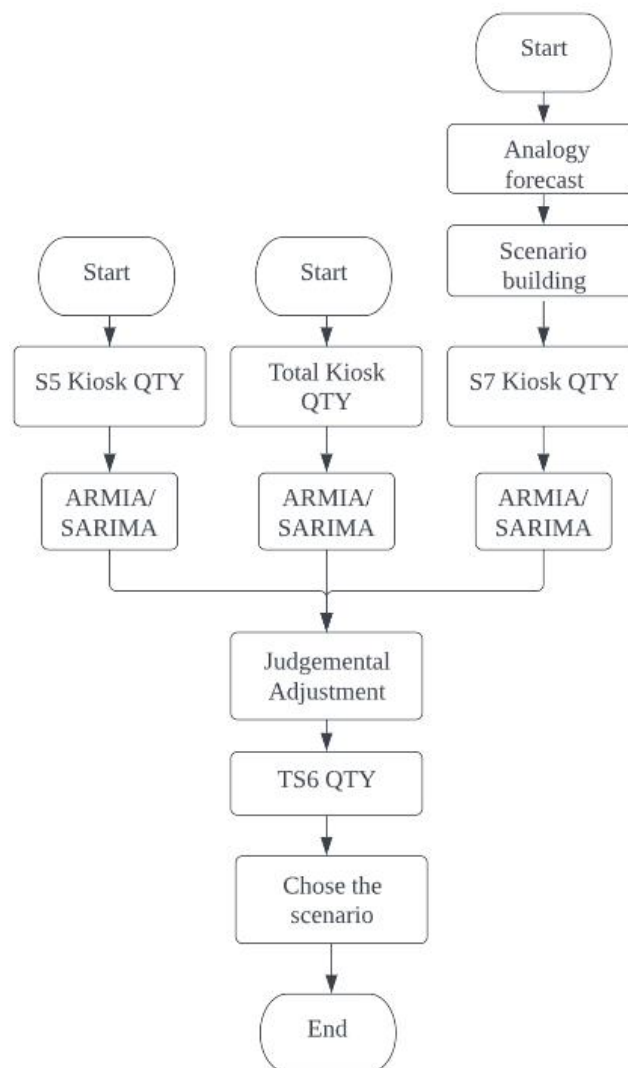 Start
Analogy
forecast
Scenario
building
Start
Start
S5 Kiosk QTY
Total Kiosk
QTY
S7 Kiosk QTY
ARMIA/
SARIMA
ARMIA/
SARIMA
ARMIA/
SARIMA
Judgemental
Adjustment
TS6 QTY
Chose the
scenario
End